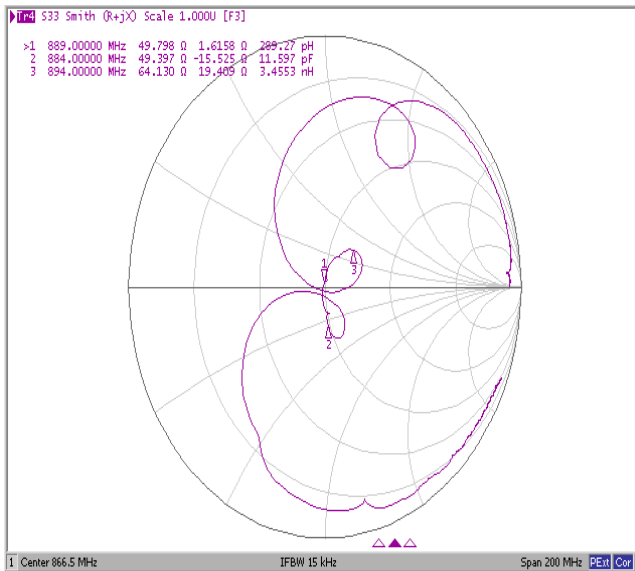 Tr4 S33 Smith (R+jX) Scale 1.000U [F3]
>1 889.00000 MHz 49.798 Ω 1.6158 Ω 289.27 pH
2 884.00000 MHz 49.397 Ω -15.525 Ω 11.597 pF
3 894.00000 MHz 64.130 Ω 19.409 Ω 3.4553 nH
1
3
2
1 Center 866.5 MHz IFBW 15 kHz Span 200 MHz PExt Cor